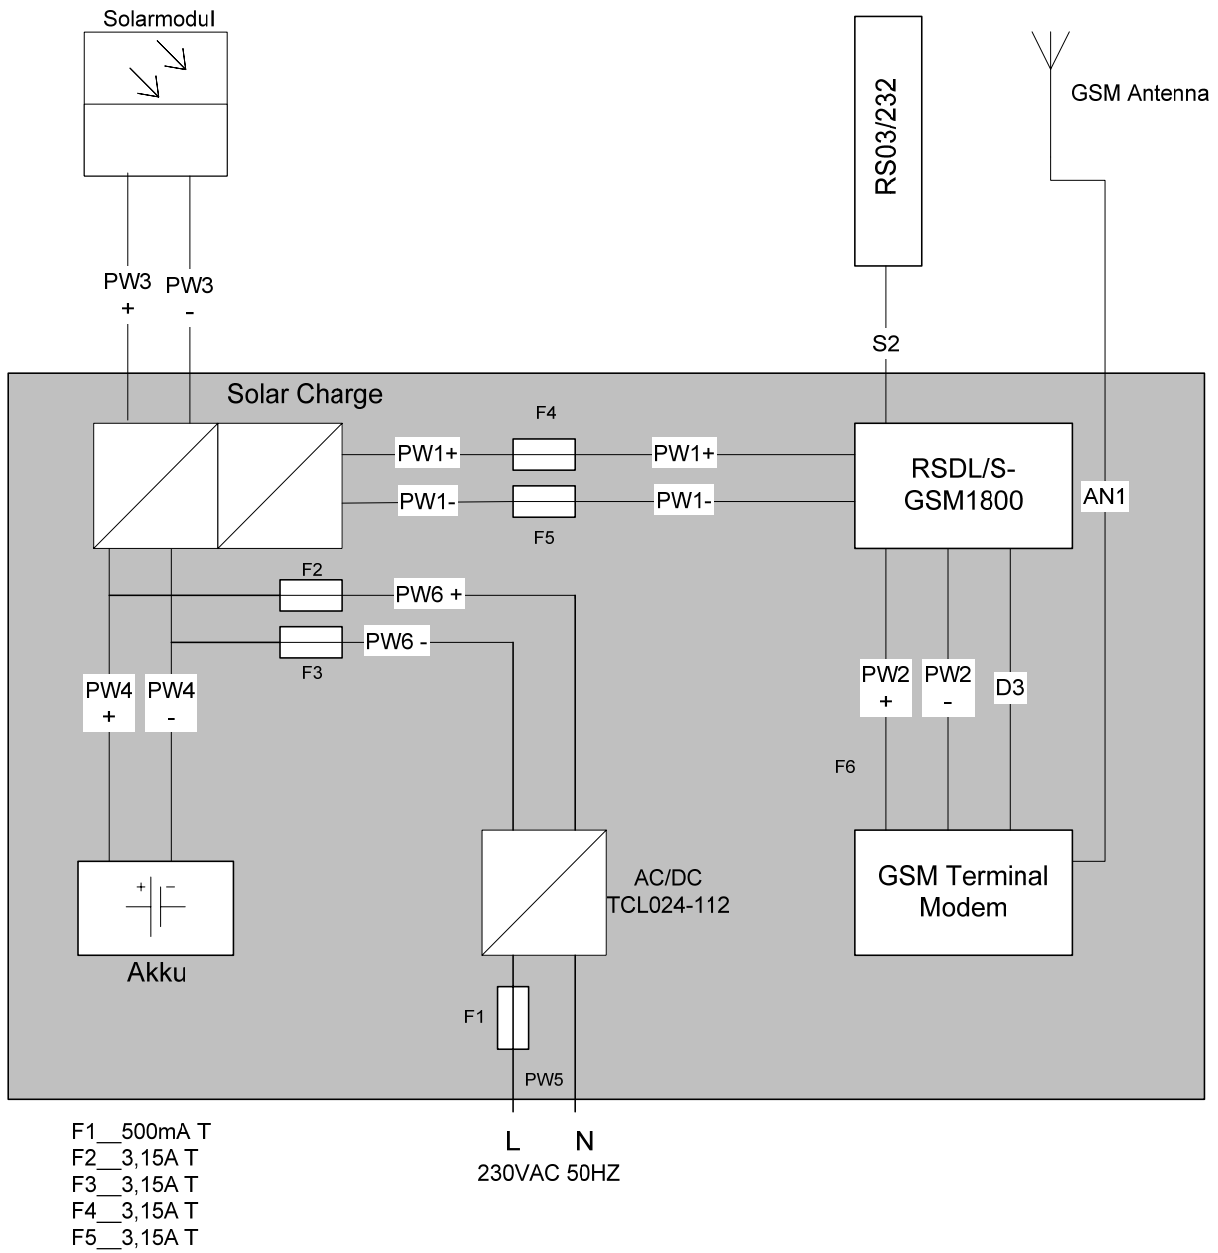 Solarmodul
RS03/232
GSM Antenna
PW3
+
PW3
-
S2
Solar Charge
F4
PW1+
PW1+
PW1-
PW1-
F5
RSDL/S-
GSM1800
AN1
F2
PW6 +
PW6 -
F3
PW4
+
PW4
-
PW2
+
PW2
-
D3
F6
+
-
Akku
AC/DC
TCL024-112
GSM Terminal
Modem
F1
PW5
L
N
230VAC 50HZ
F1__500mA T
F2__3,15A T
F3__3,15A T
F4__3,15A T
F5__3,15A T